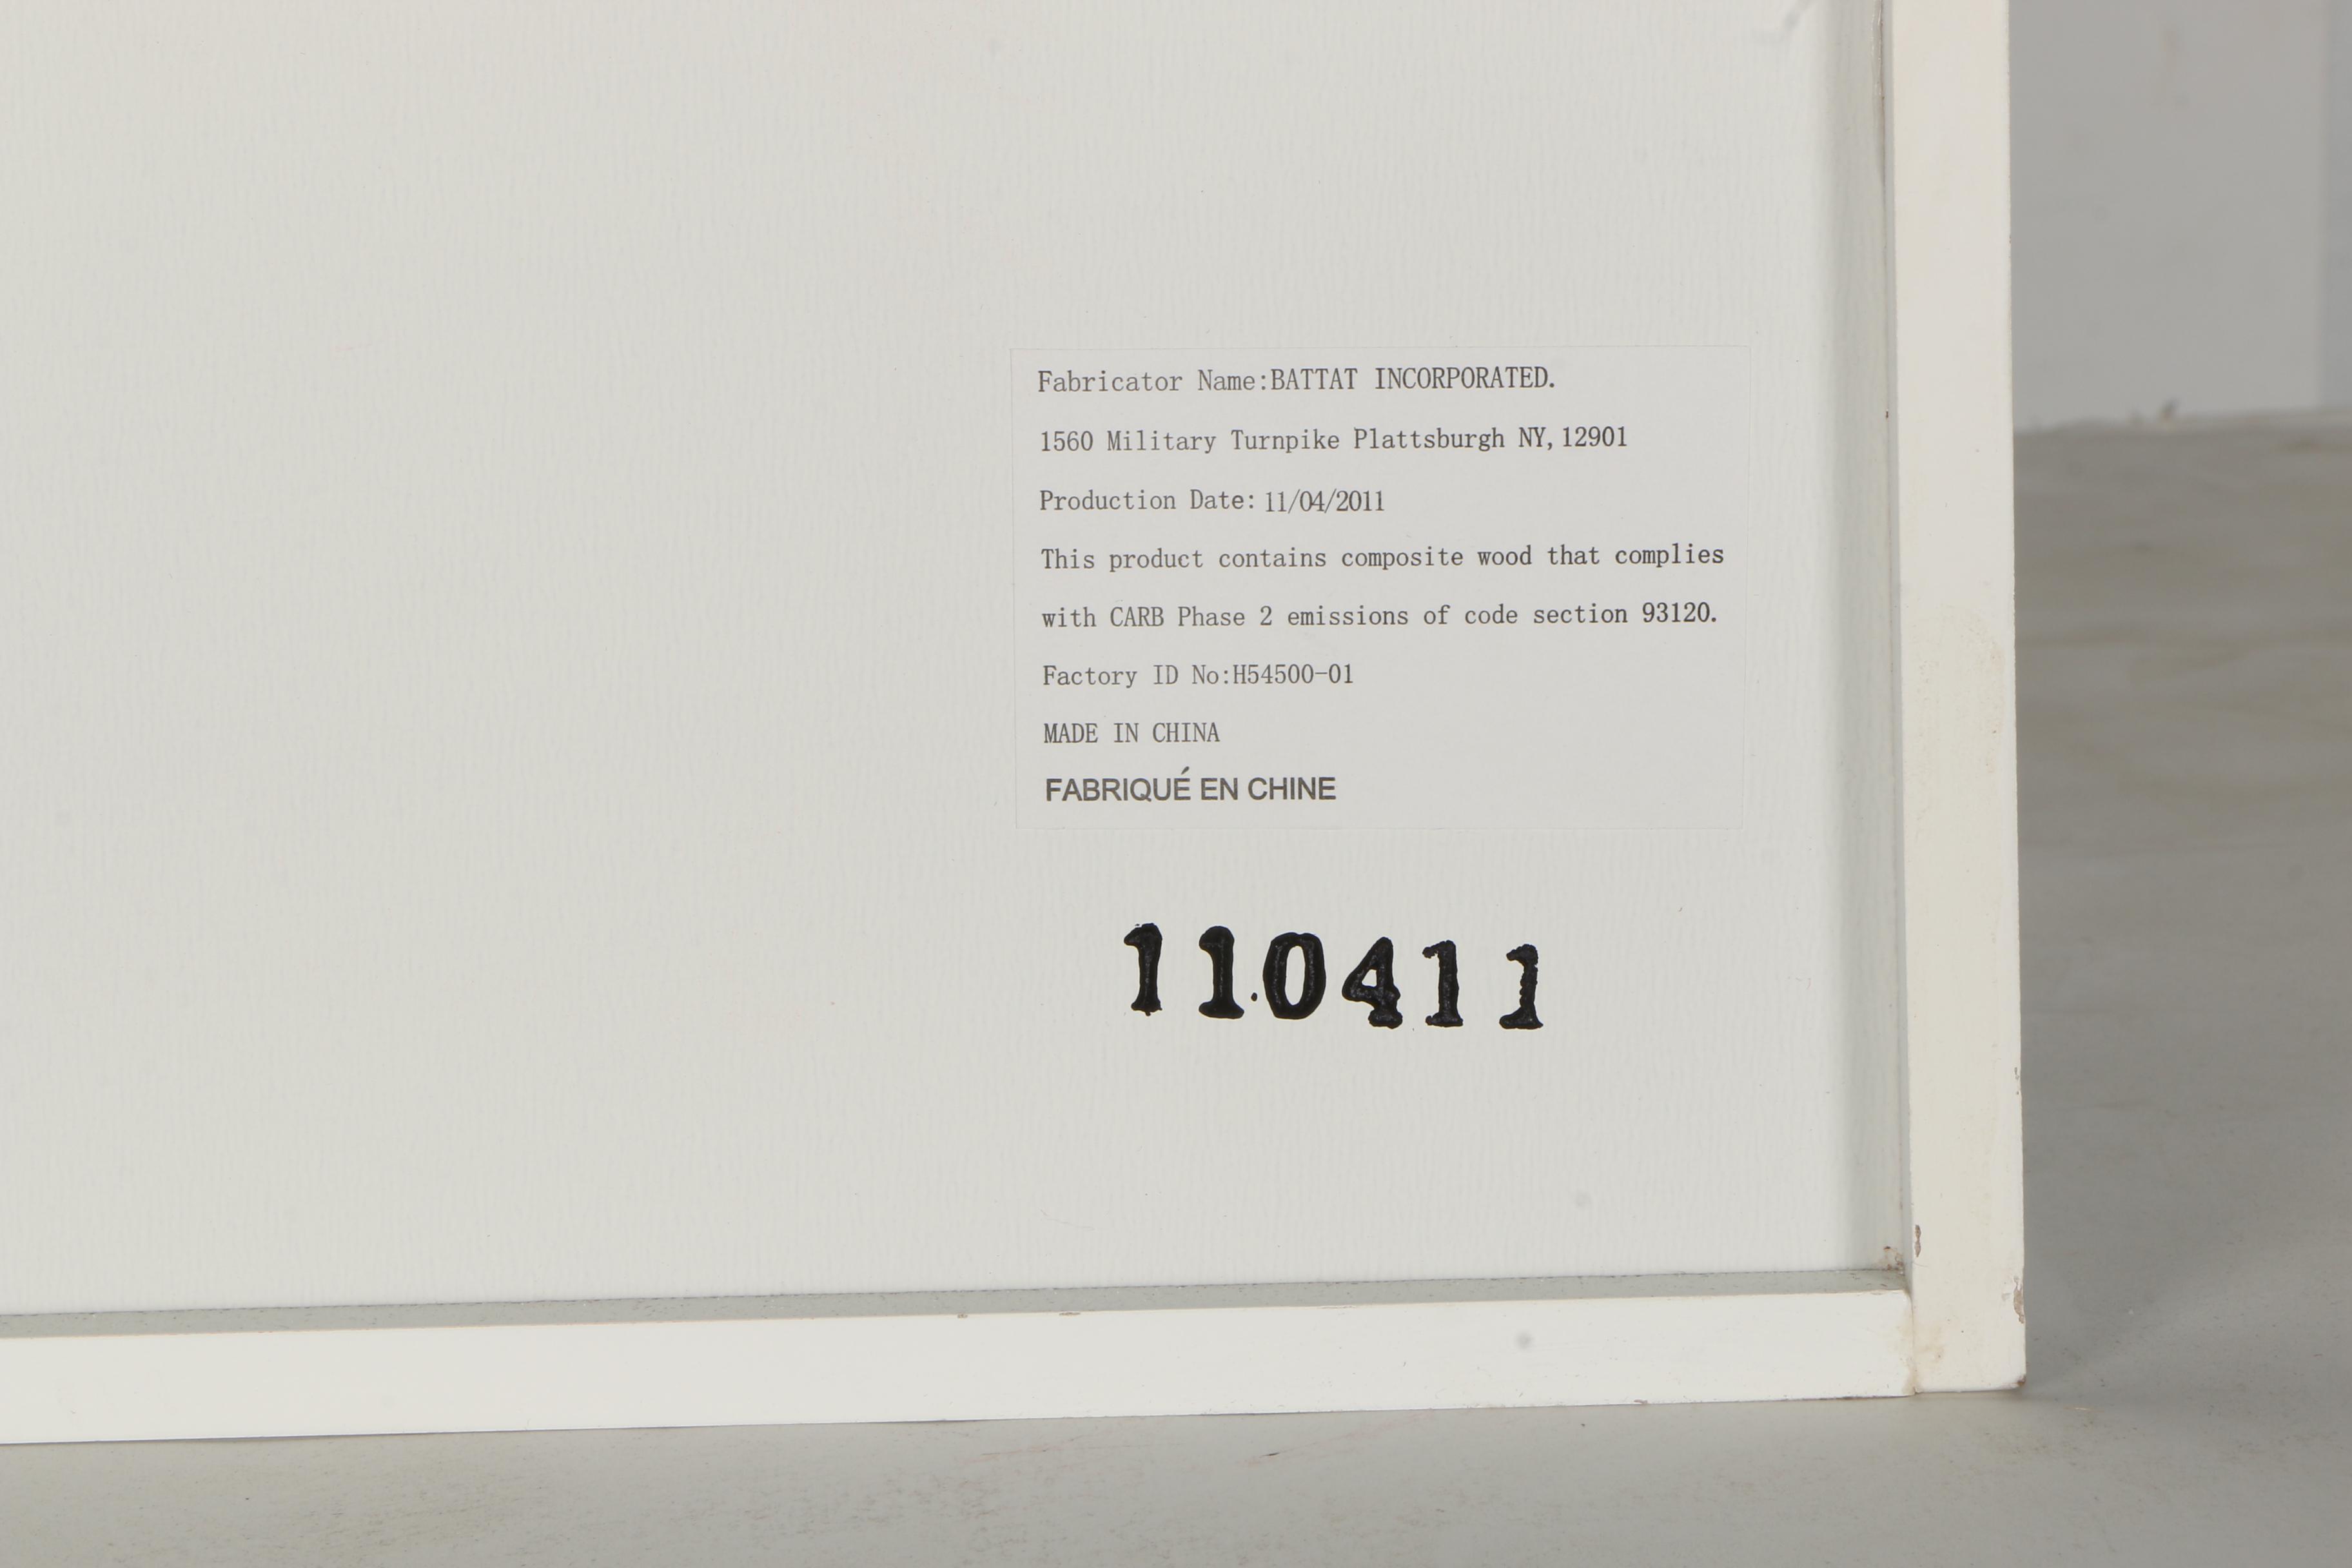 Fabricator Name:BATTAT INCORPORATED.
1560 Military Turnpike Plattsburgh NY, 12901
Production Date: 11/04/2011
This product contains composite wood that complies
with CARB Phase 2 emissions of code section 93120.
Factory ID No:H54500-01
MADE IN CHINA
FABRIQUÉ EN CHINE
110411